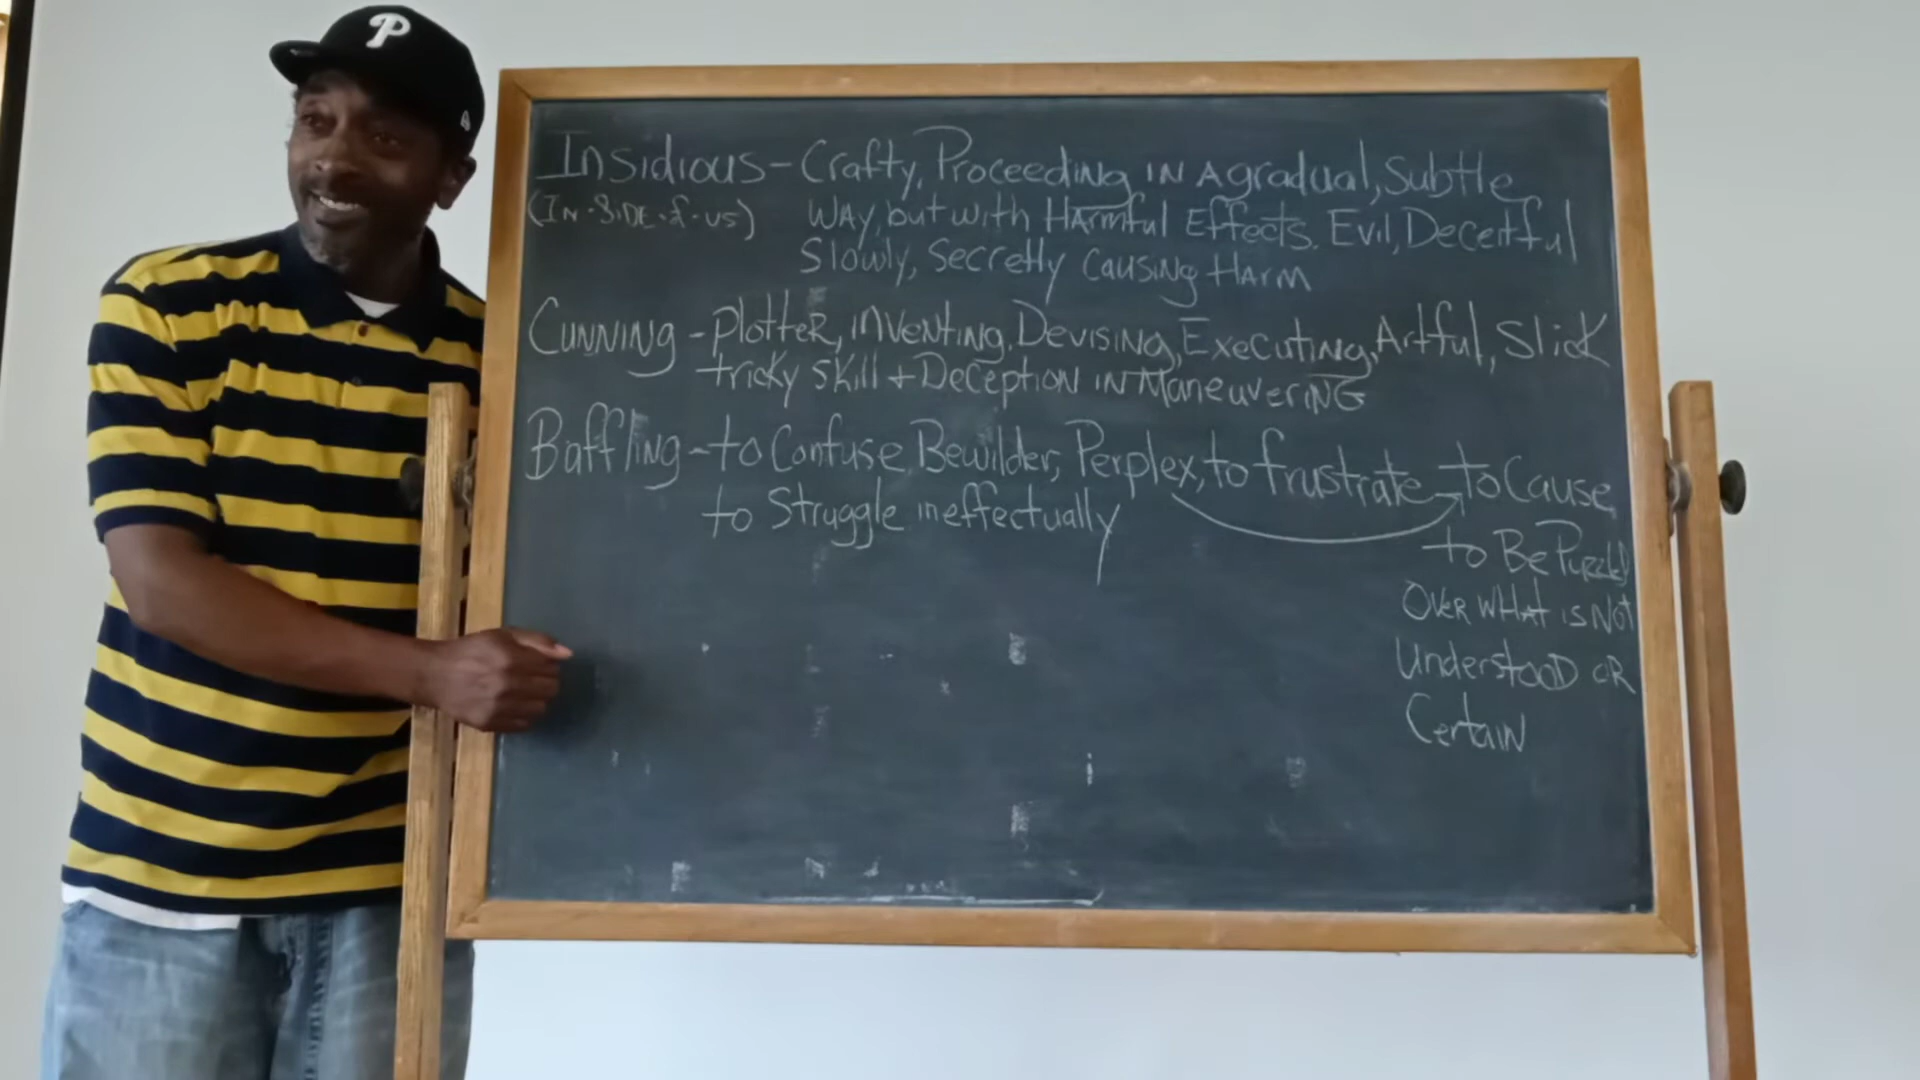 P
Insidious - Crafty, Proceeding IN A gradual, Subtle
(IN-SIDE-of-us) WAY, but with HArmful Effects. Evil, Deceitful
Slowly, Secretly CAUSiNg HArM
CUNNiNg - plotteR, iNVeNtiNg, DeViSiNg, ExecutiNg, Artful, Slick
tricky Skill + DeceptioN iN ManeuveriNG
Baffling - to Confuse, Bewilder, Perplex, to frustrate → to Cause
to Struggle ineffectually
to Be Puzzled
OveR WHAt is Not
UnderstooD oR
CertaiN